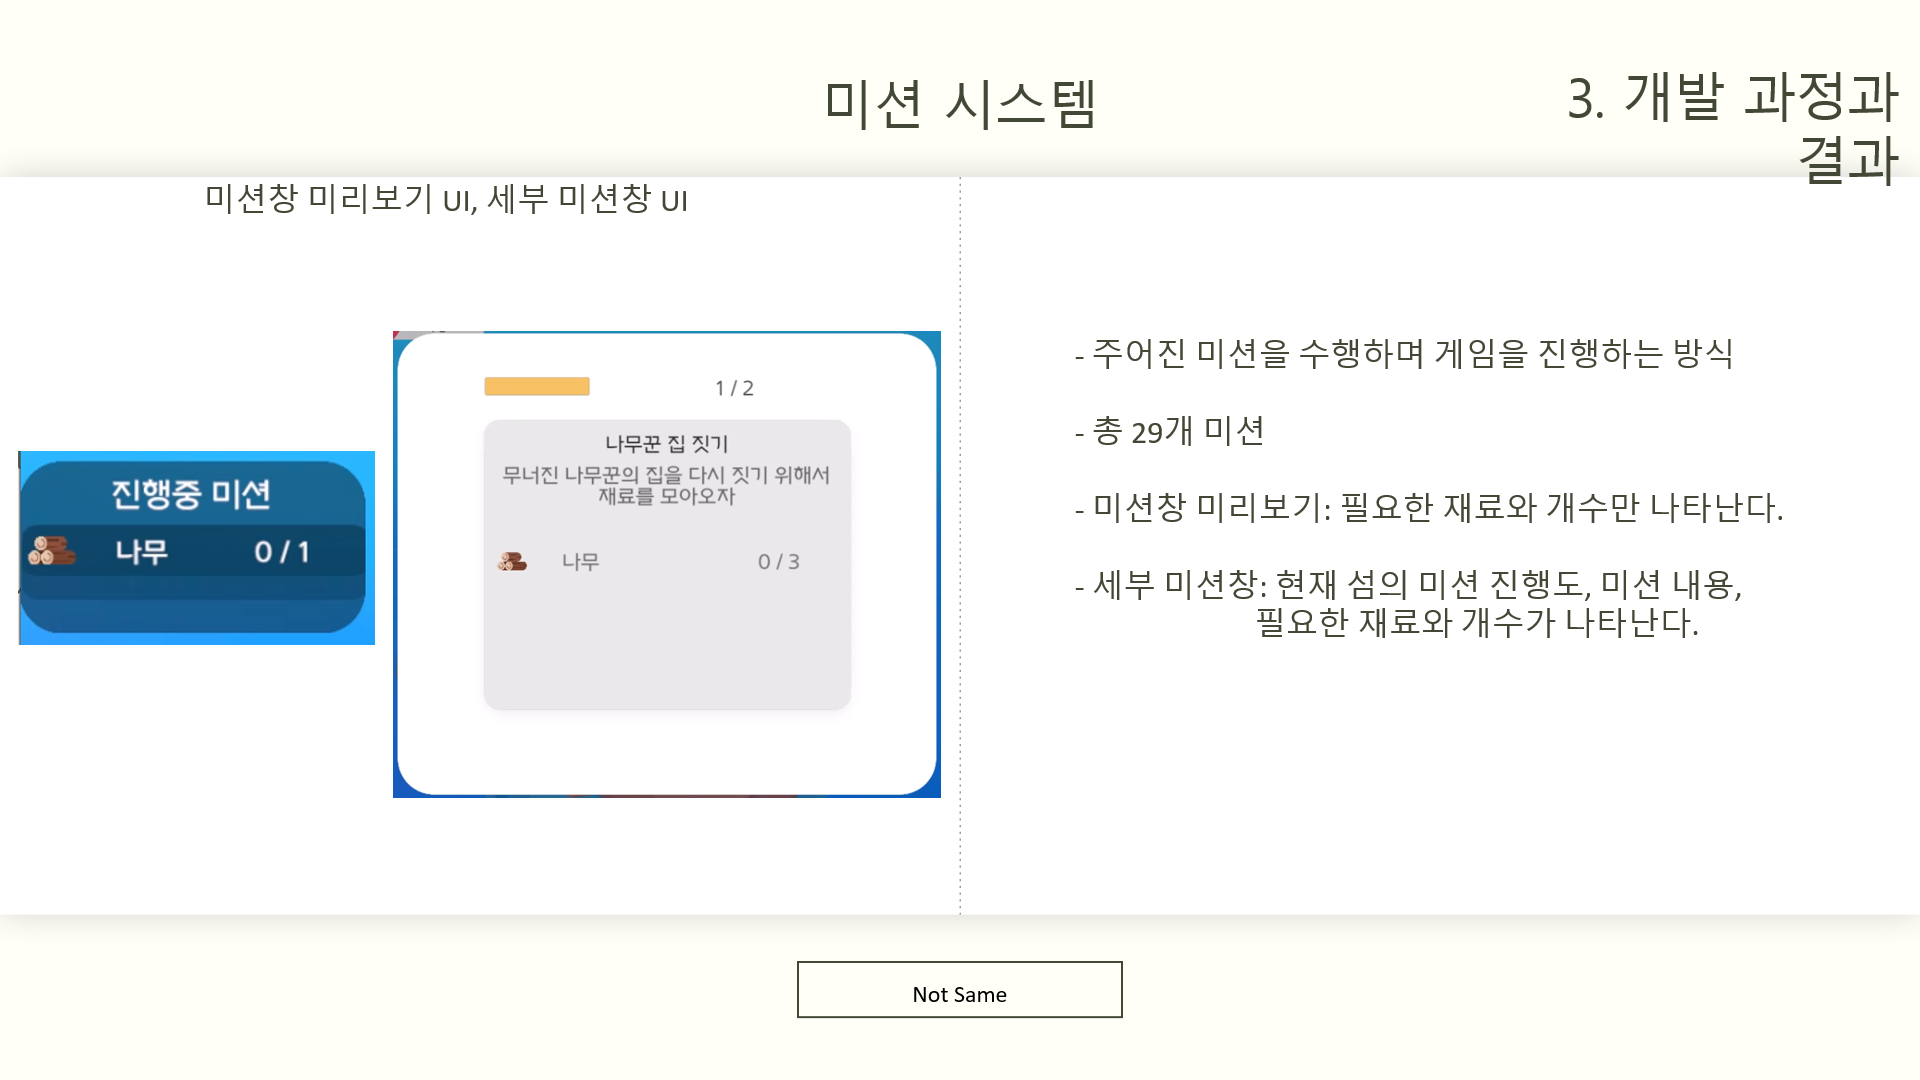 미션 시스템
3. 개발 과정과
결과
미션창 미리보기 UI, 세부 미션창 UI
진행중 미션
나무 0 / 1
1 / 2
나무꾼 집 짓기
무너진 나무꾼의 집을 다시 짓기 위해서
재료를 모아오자
나무 0 / 3
- 주어진 미션을 수행하며 게임을 진행하는 방식
- 총 29개 미션
- 미션창 미리보기: 필요한 재료와 개수만 나타난다.
- 세부 미션창: 현재 섬의 미션 진행도, 미션 내용,
필요한 재료와 개수가 나타난다.
Not Same